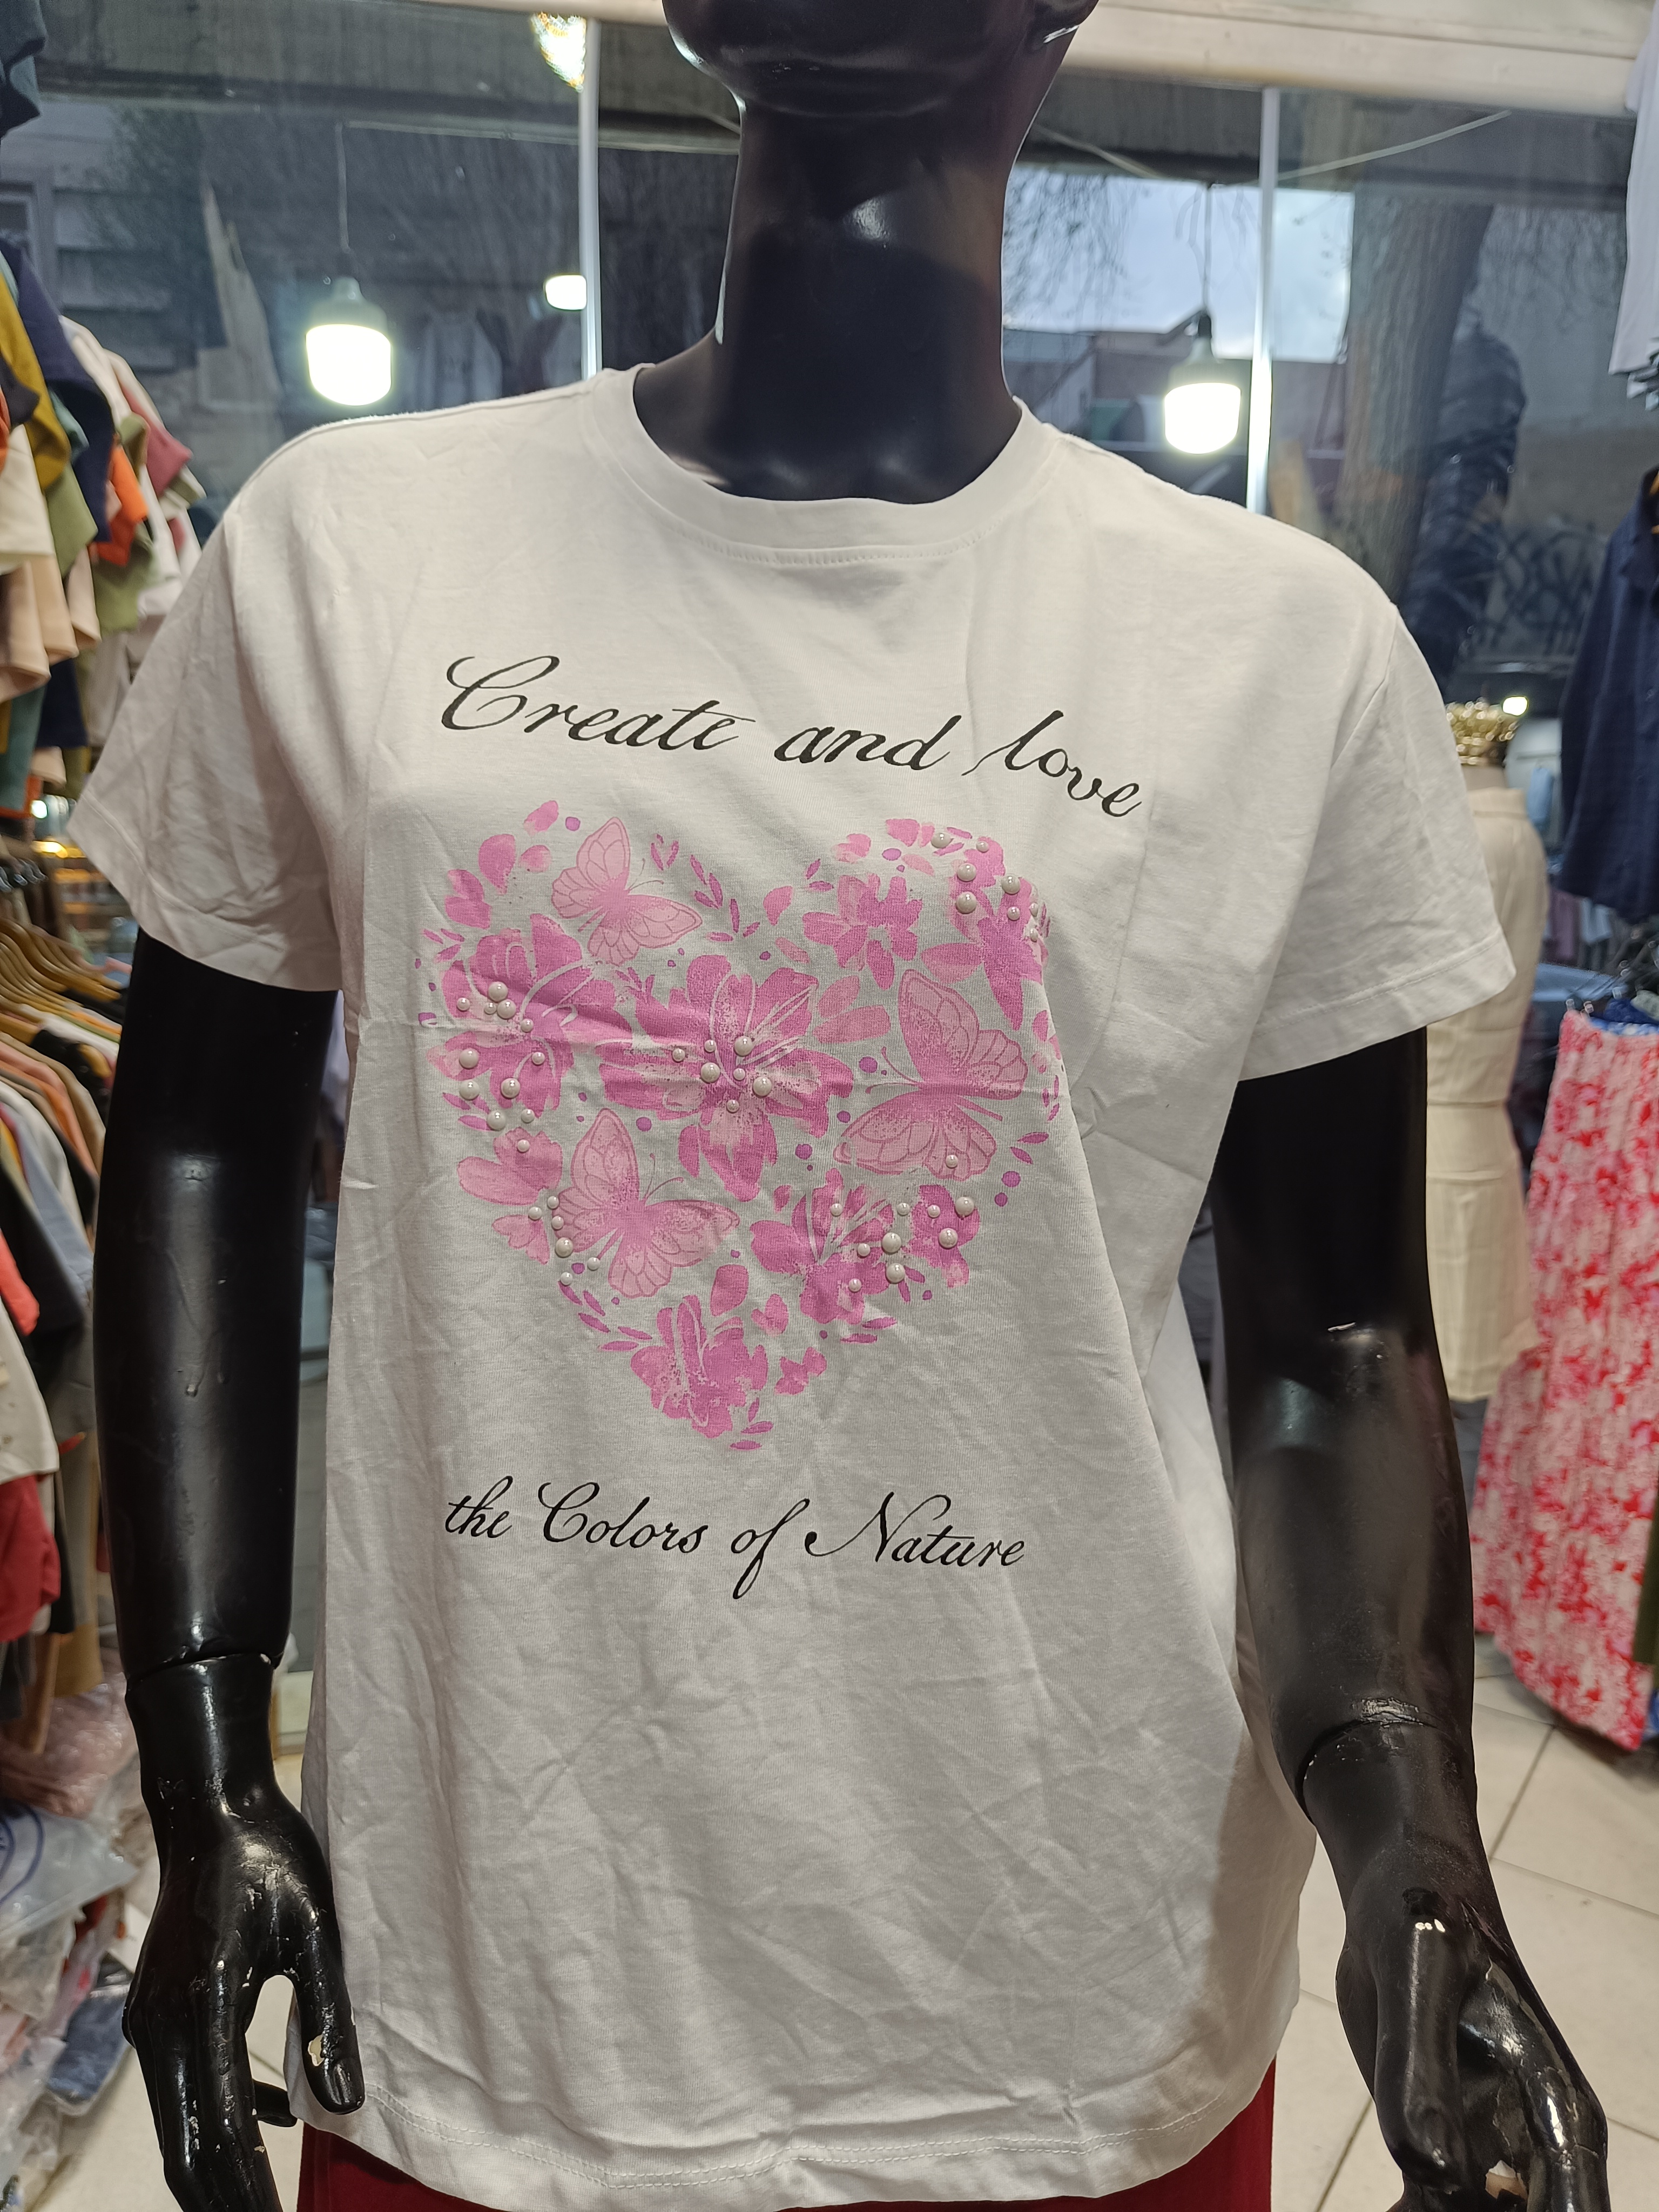 Create and love
the Colors of Nature